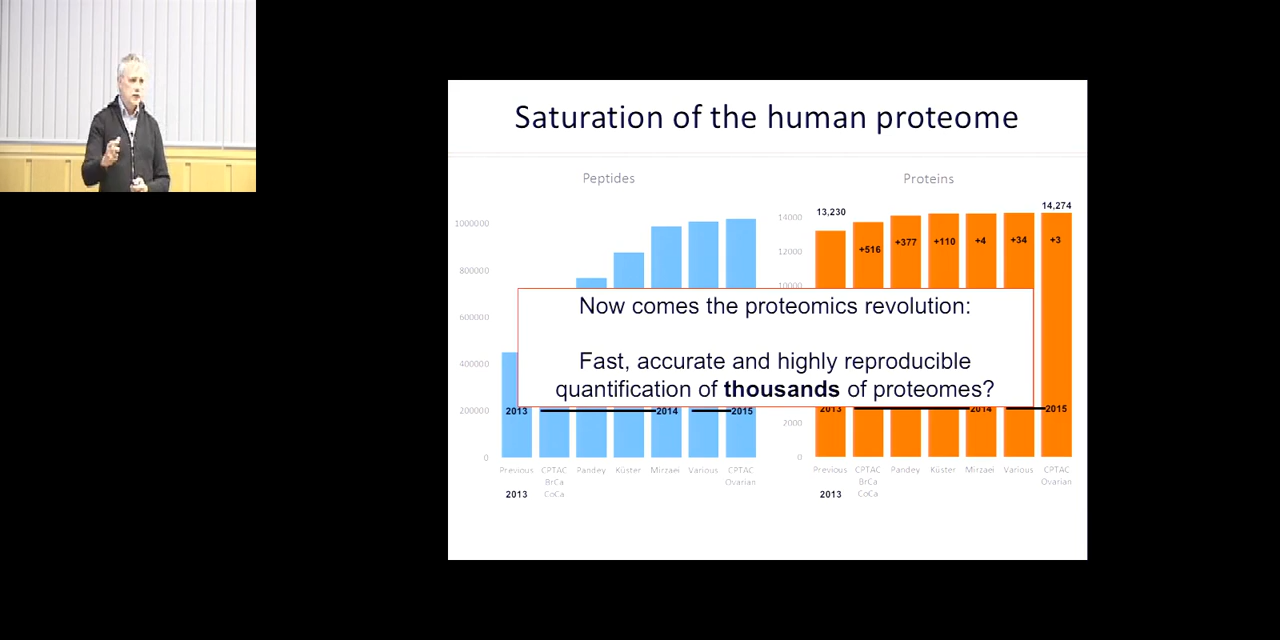 Saturation of the human proteome
Peptides
1000000
800000
600000
400000
200000
0
2013
2014
2015
Previous
CPTAC
BrCa
CoCa
Pandey
Küster
Mirzaei
Various
CPTAC
Ovarian
2013
Proteins
14000
12000
10000
2000
0
13,230
+516
+377
+110
+4
+34
+3
14,274
2013
2014
2015
Previous
CPTAC
BrCa
CoCa
Pandey
Küster
Mirzaei
Various
CPTAC
Ovarian
2013
Now comes the proteomics revolution:
Fast, accurate and highly reproducible
quantification of thousands of proteomes?